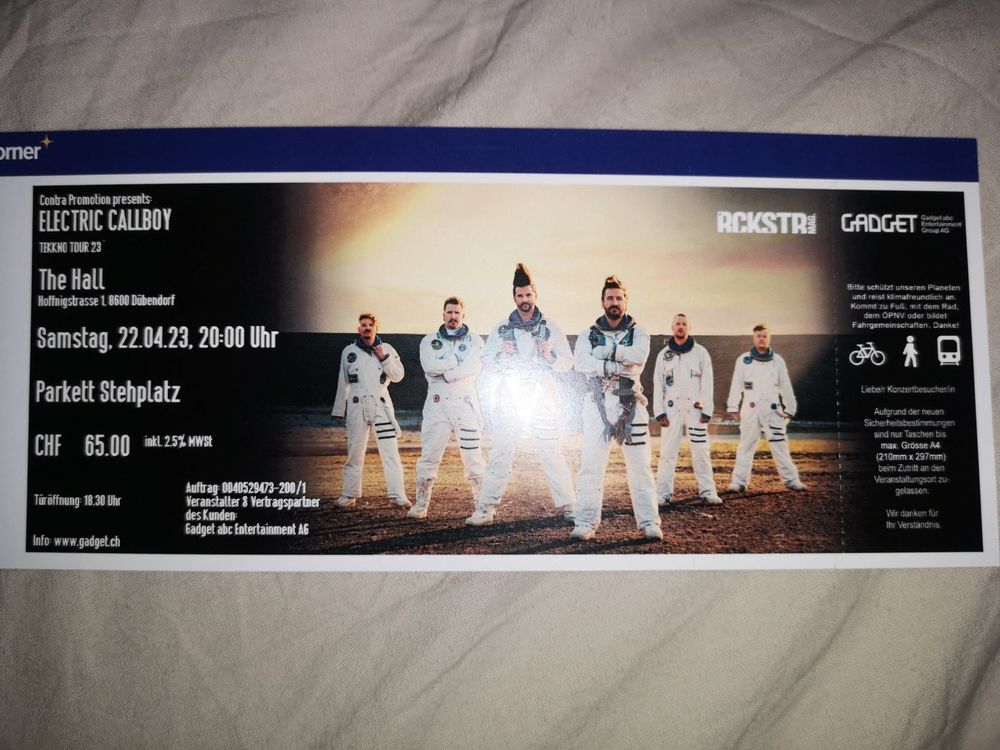 orner
Contra Promotion presents:
ELECTRIC CALLBOY
TEKKNO TOUR 23
The Hall
Hoffnigstrasse 1, 8600 Dübendorf
Samstag, 22.04.23, 20:00 Uhr
Parkett Stehplatz
CHF 65.00 inkl. 2.5% MWSt
Türöffnung: 18.30 Uhr
Auftrag: 0040529473-200/1
Veranstalter & Vertragspartner
des Kunden:
Gadget abc Entertainment AG
Info: www.gadget.ch
RCKSTR MAG.
GADGET
Gadget abc
Entertainment
Group AG
Bitte schützt unseren Planeten
und reist klimafreundlich an.
Kommt zu Fuß, mit dem Rad,
dem ÖPNV oder bildet
Fahrgemeinschaften. Danke!
Liebe/r Konzertbesucher/in
Aufgrund der neuen
Sicherheitsbestimmungen
sind nur Taschen bis
max. Grösse A4
(210mm x 297mm)
beim Zutritt an den
Veranstaltungsort zu-
gelassen.
Wir danken für
Ihr Verständnis.